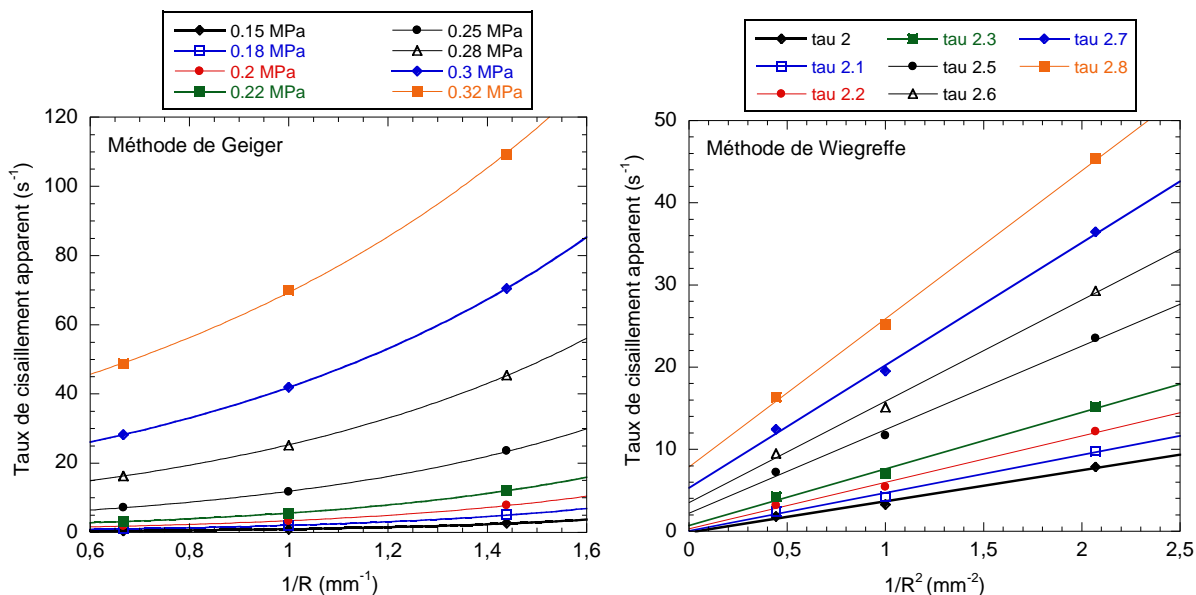 0.15 MPa 0.25 MPa
0.18 MPa 0.28 MPa
0.2 MPa 0.3 MPa
0.22 MPa 0.32 MPa
Méthode de Geiger
Taux de cisaillement apparent (s-1)
120
100
80
60
40
20
0
0,6 0,8 1 1,2 1,4 1,6
1/R (mm-1)
tau 2 tau 2.3 tau 2.7
tau 2.1 tau 2.5 tau 2.8
tau 2.2 tau 2.6
Méthode de Wiegreffe
Taux de cisaillement apparent (s-1)
50
40
30
20
10
0
0 0,5 1 1,5 2 2,5
1/R2 (mm-2)